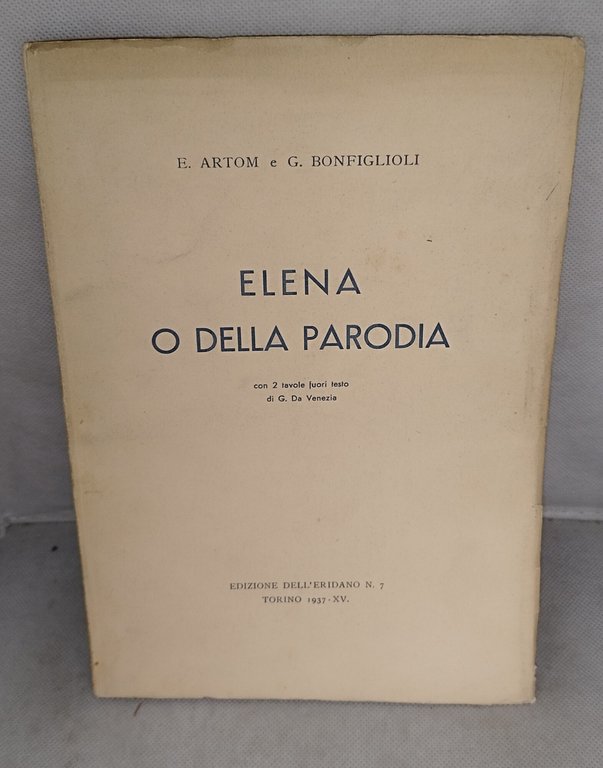 E. ARTOM e G. BONFIGLIOLI
ELENA
O DELLA PARODIA
con 2 tavole fuori testo
di G. Da Venezia
EDIZIONE DELL'ERIDANO N. 7
TORINO 1937-XV.